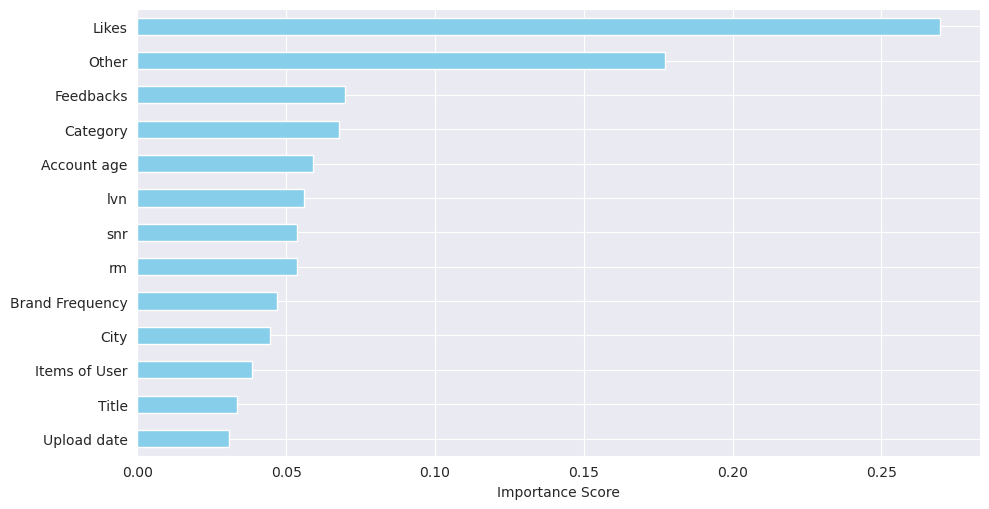 Likes
Other
Feedbacks
Category
Account age
lvn
snr
rm
Brand Frequency
City
Items of User
Title
Upload date
0.00 0.05 0.10 0.15 0.20 0.25
Importance Score